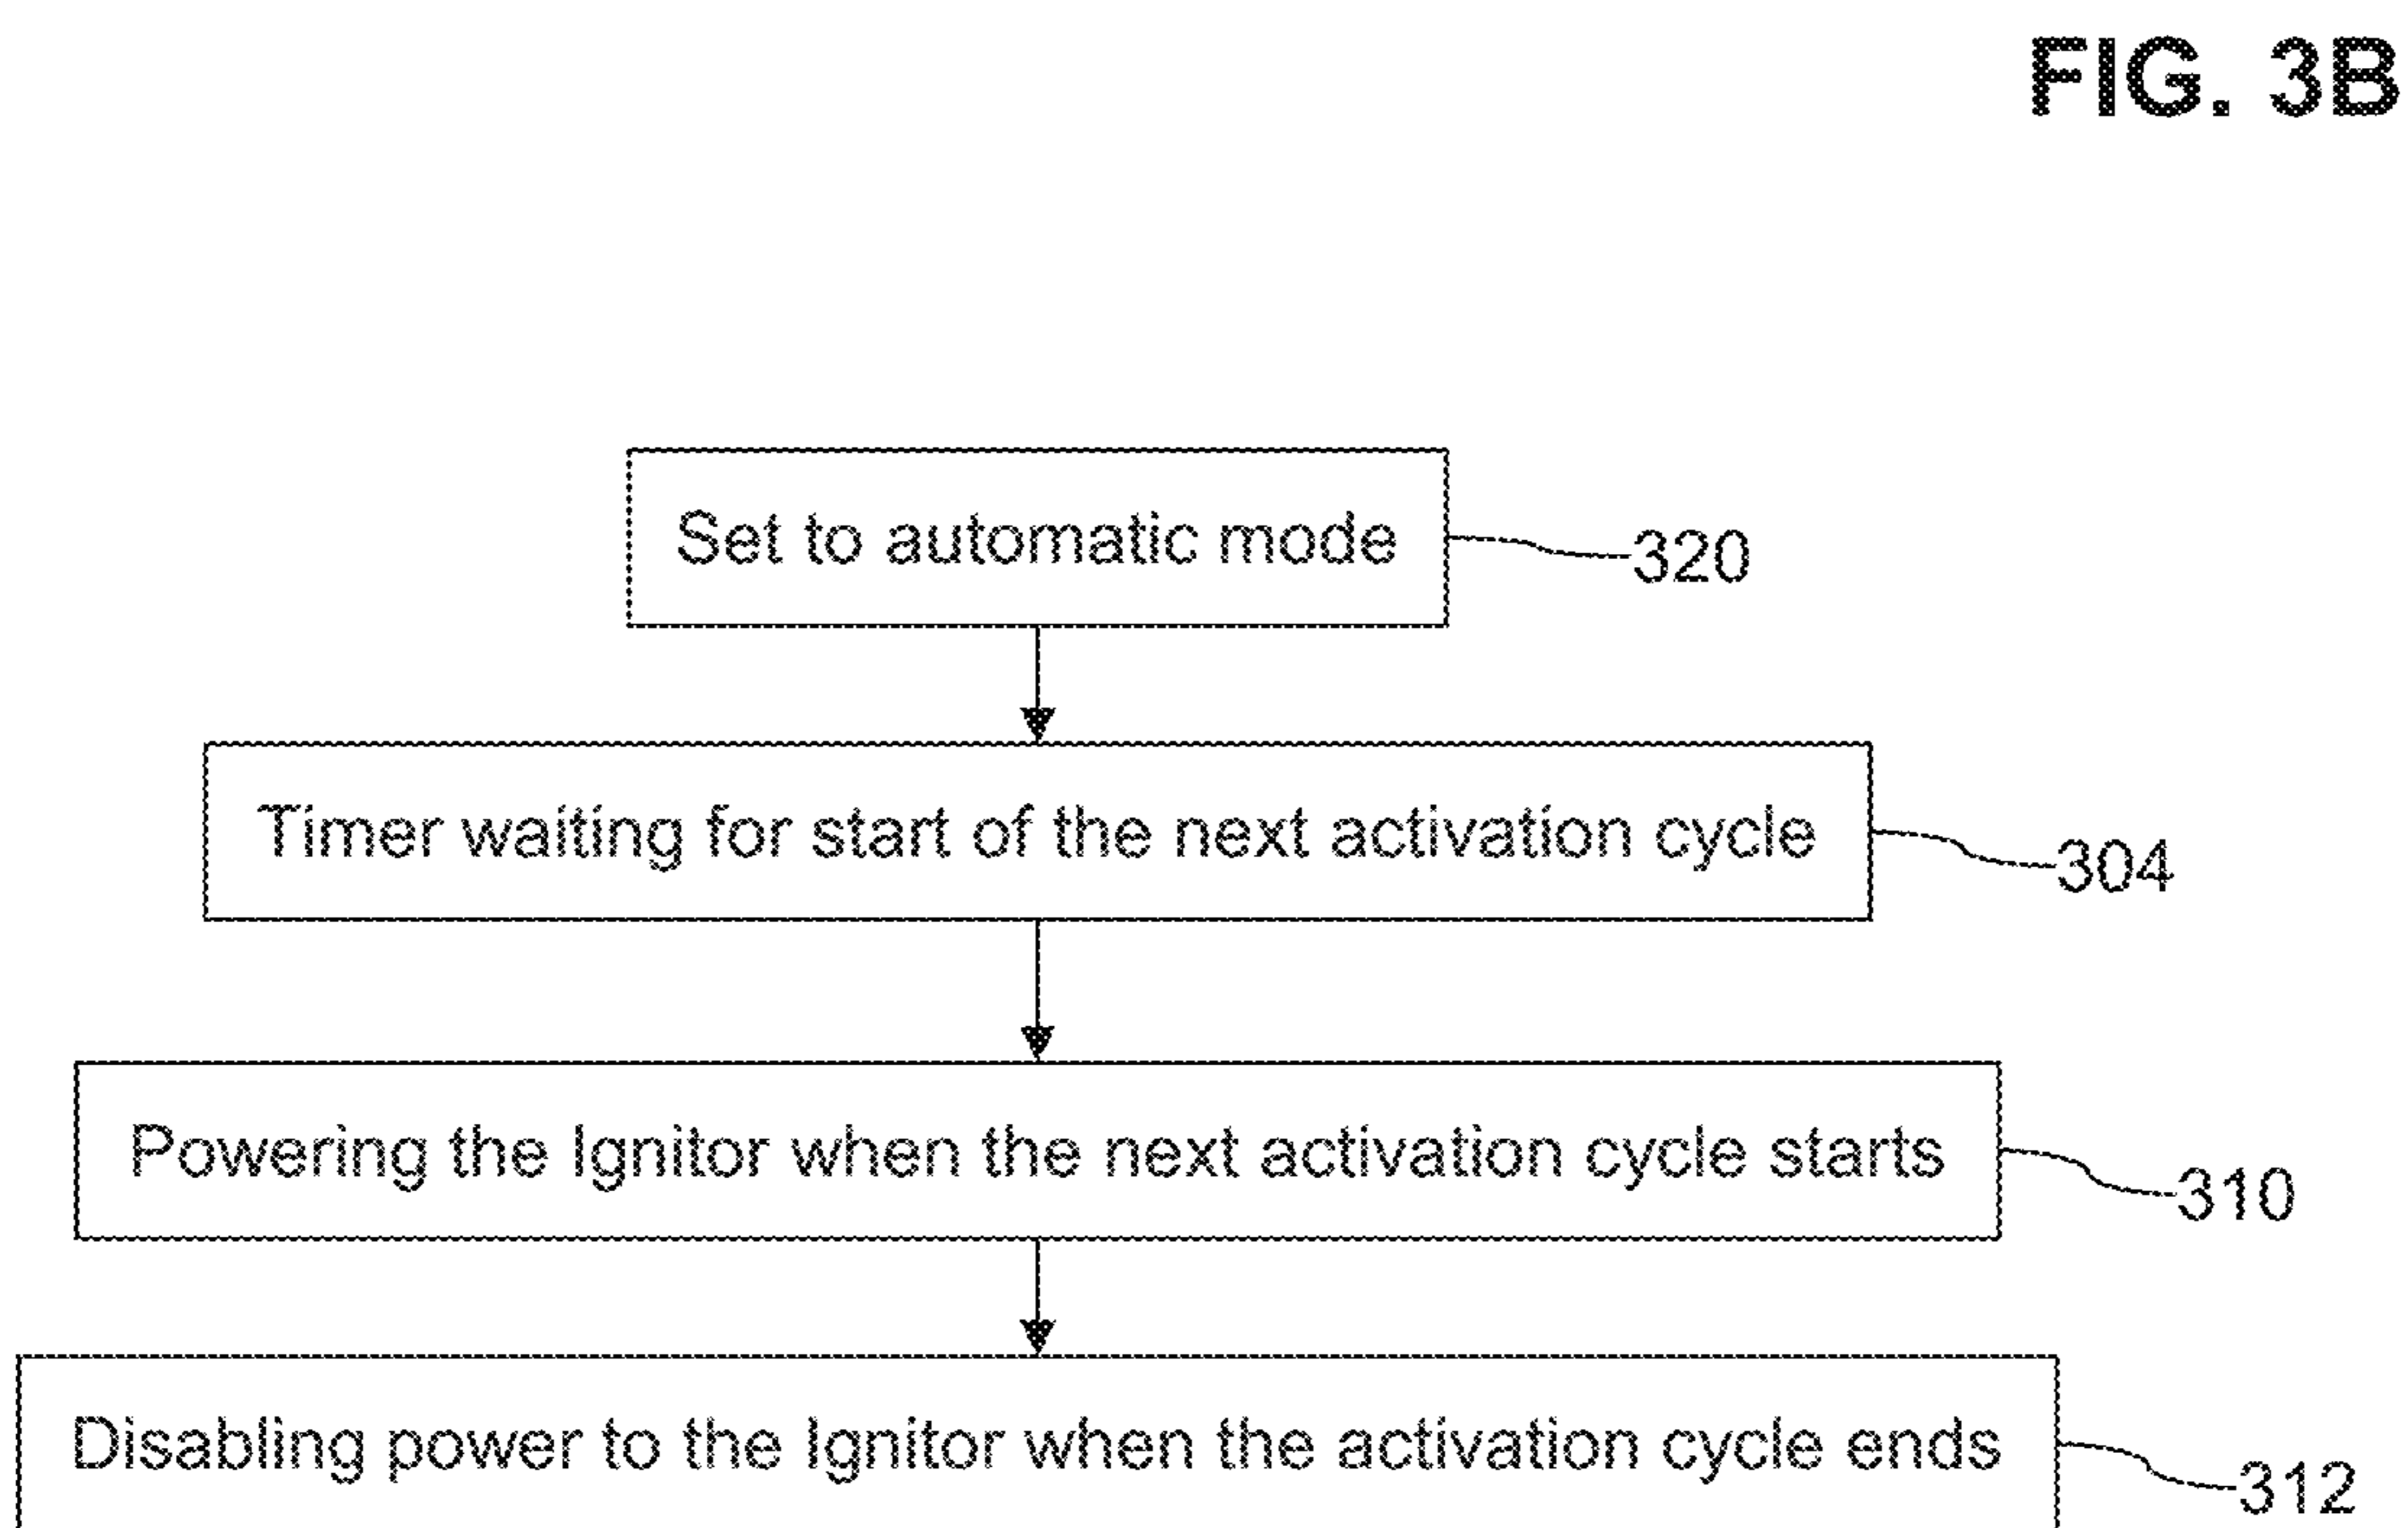 FIG. 3B
Set to automatic mode
320
Timer waiting for start of the next activation cycle
304
Powering the Ignitor when the next activation cycle starts
310
Disabling power to the Ignitor when the activation cycle ends
312